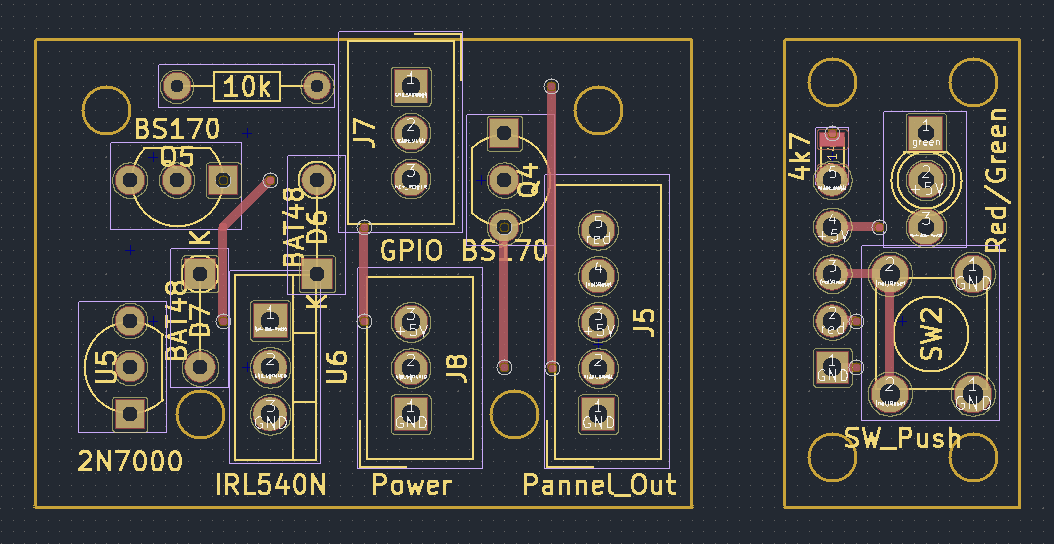 10k
BS170
Q5
K
BAT48
D7
U5
2N7000
BAT48
D6
K
1
2
3
GND
U6
IRL540N
J7
1
2
3
GPIO
Q4
BS170
3
+5V
2
1
GND
J8
Power
5
red
4
3
+5V
2
1
GND
J5
Pannel_Out
4k7
5
4
+5V
3
2
red
1
GND
1
green
2
+5V
3
Red/Green
2
1
GND
SW2
2
1
GND
SW_Push